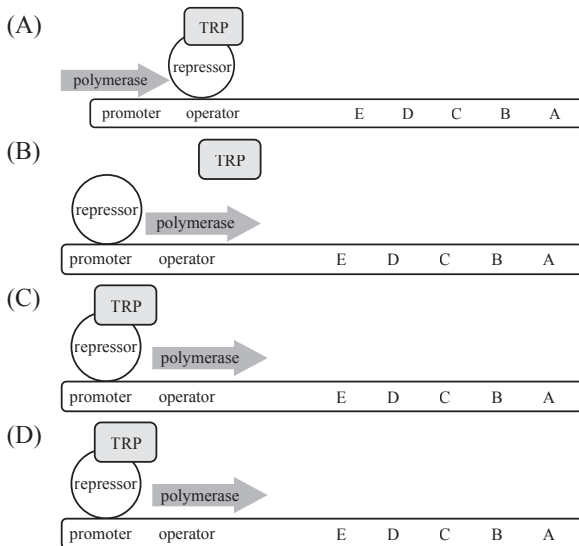 (A)
TRP
repressor
polymerase
promoter operator E D C B A
(B)
TRP
repressor
polymerase
promoter operator E D C B A
(C)
TRP
repressor
polymerase
promoter operator E D C B A
(D)
TRP
repressor
polymerase
promoter operator E D C B A